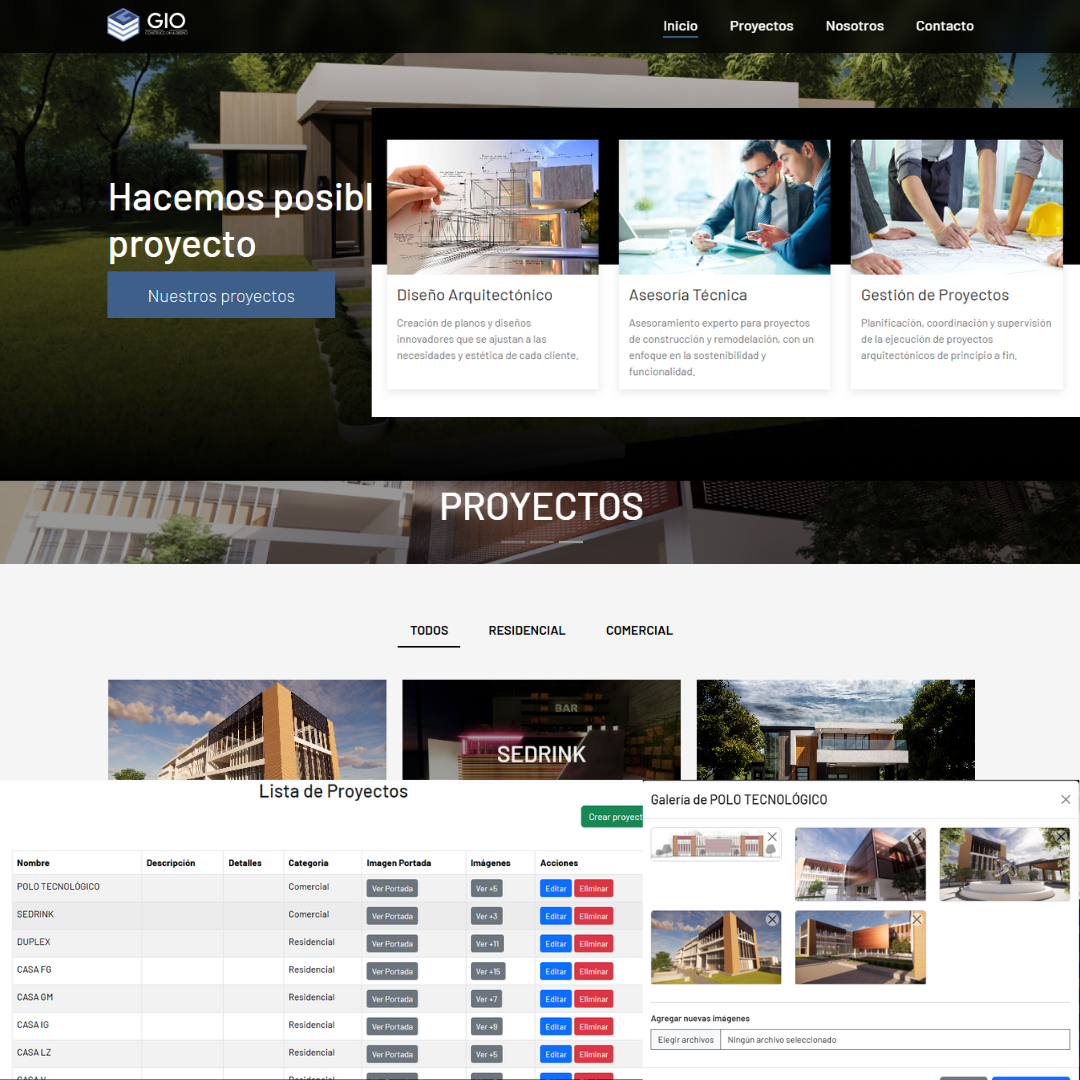 GIO
Inicio
Proyectos
Nosotros
Contacto
Hacemos posibl
proyecto
Nuestros proyectos
Diseño Arquitectónico
Creación de planos y diseños
innovadores que se ajustan a las
necesidades y estética de cada cliente.
Asesoría Técnica
Asesoramiento experto para proyectos
de construcción y remodelación, con un
enfoque en la sostenibilidad y
funcionalidad.
Gestión de Proyectos
Planificación, coordinación y supervisión
de la ejecución de proyectos
arquitectónicos de principio a fin.
PROYECTOS
TODOS
RESIDENCIAL
COMERCIAL
BAR
SEDRINK
Lista de Proyectos
Crear proyect
Nombre Descripción Detalles Categoria Imagen Portada Imágenes Acciones
POLO TECNOLÓGICO Comercial Ver Portada Ver +5 Editar Eliminar
SEDRINK Comercial Ver Portada Ver +3 Editar Eliminar
DUPLEX Residencial Ver Portada Ver +11 Editar Eliminar
CASA FG Residencial Ver Portada Ver +15 Editar Eliminar
CASA GM Residencial Ver Portada Ver +7 Editar Eliminar
CASA IG Residencial Ver Portada Ver +9 Editar Eliminar
CASA LZ Residencial Ver Portada Ver +5 Editar Eliminar
Galería de POLO TECNOLÓGICO
Agregar nuevas imágenes
Elegir archivos Ningún archivo seleccionado